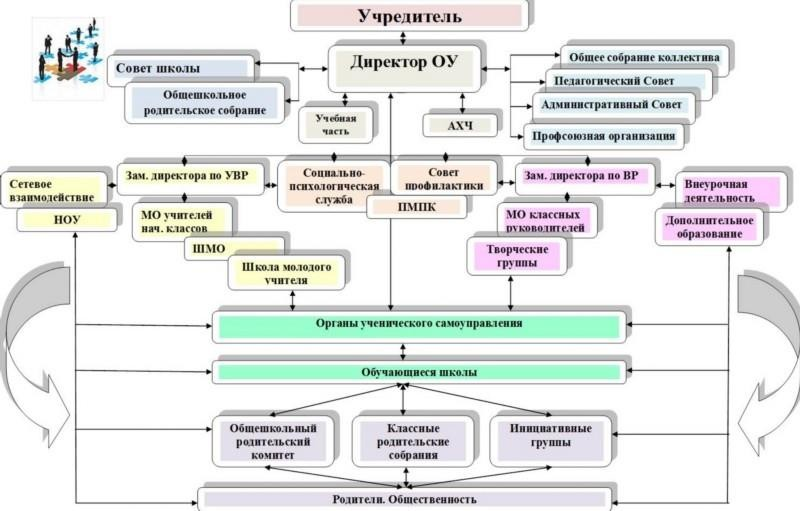 Учредитель
Директор ОУ
Совет школы
Общешкольное
родительское собрание
Общее собрание коллектива
Педагогический Совет
Административный Совет
Профсоюзная организация
Учебная
часть
АХЧ
Сетевое
взаимодействие
НОУ
Зам. директора по УВР
МО учителей
нач. классов
ШМО
Школа молодого
учителя
Социально-
психологическая
служба
Совет
профилактики
ПМПК
Зам. директора по ВР
МО классных
руководителей
Творческие
группы
Внеурочная
деятельность
Дополнительное
образование
Органы ученического самоуправления
Обучающиеся школы
Общешкольный
родительский
комитет
Классные
родительские
собрания
Инициативные
группы
Родители. Общественность